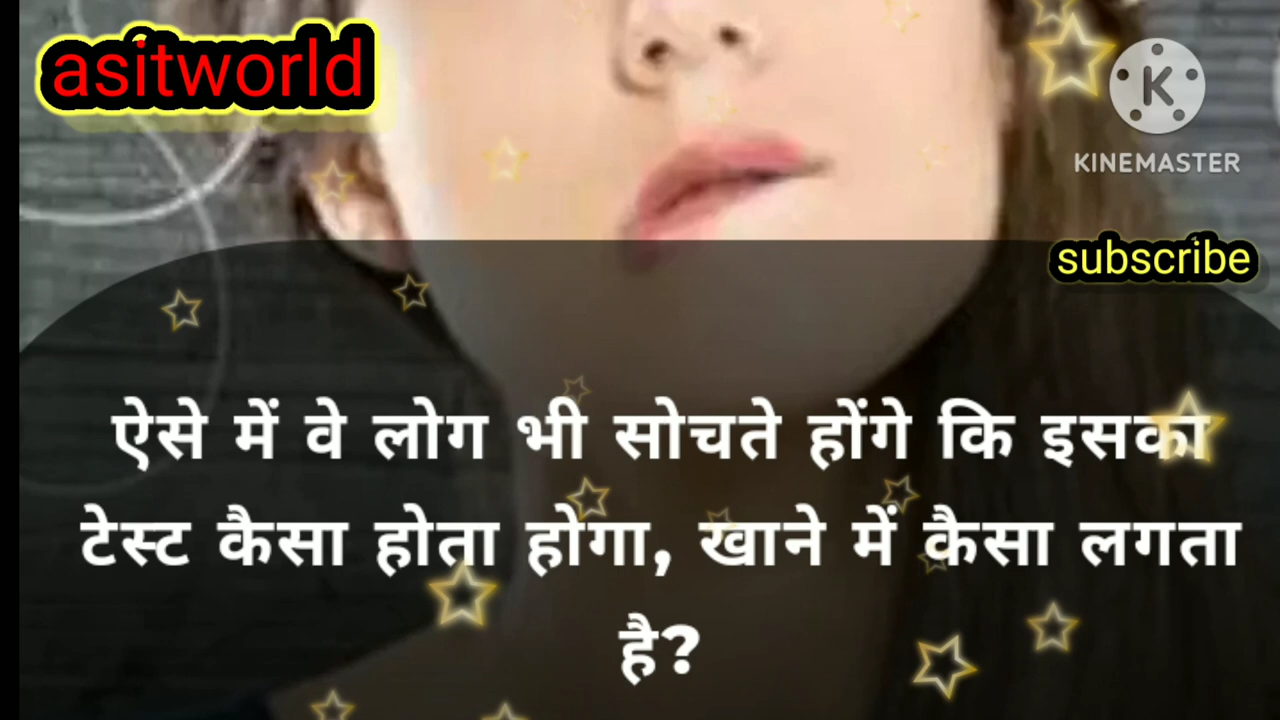 asitworld
K
KINEMASTER
subscribe
ऐसे में वे लोग भी सोचते होंगे कि इसका
टेस्ट कैसा होता होगा, खाने में कैसा लगता
है?